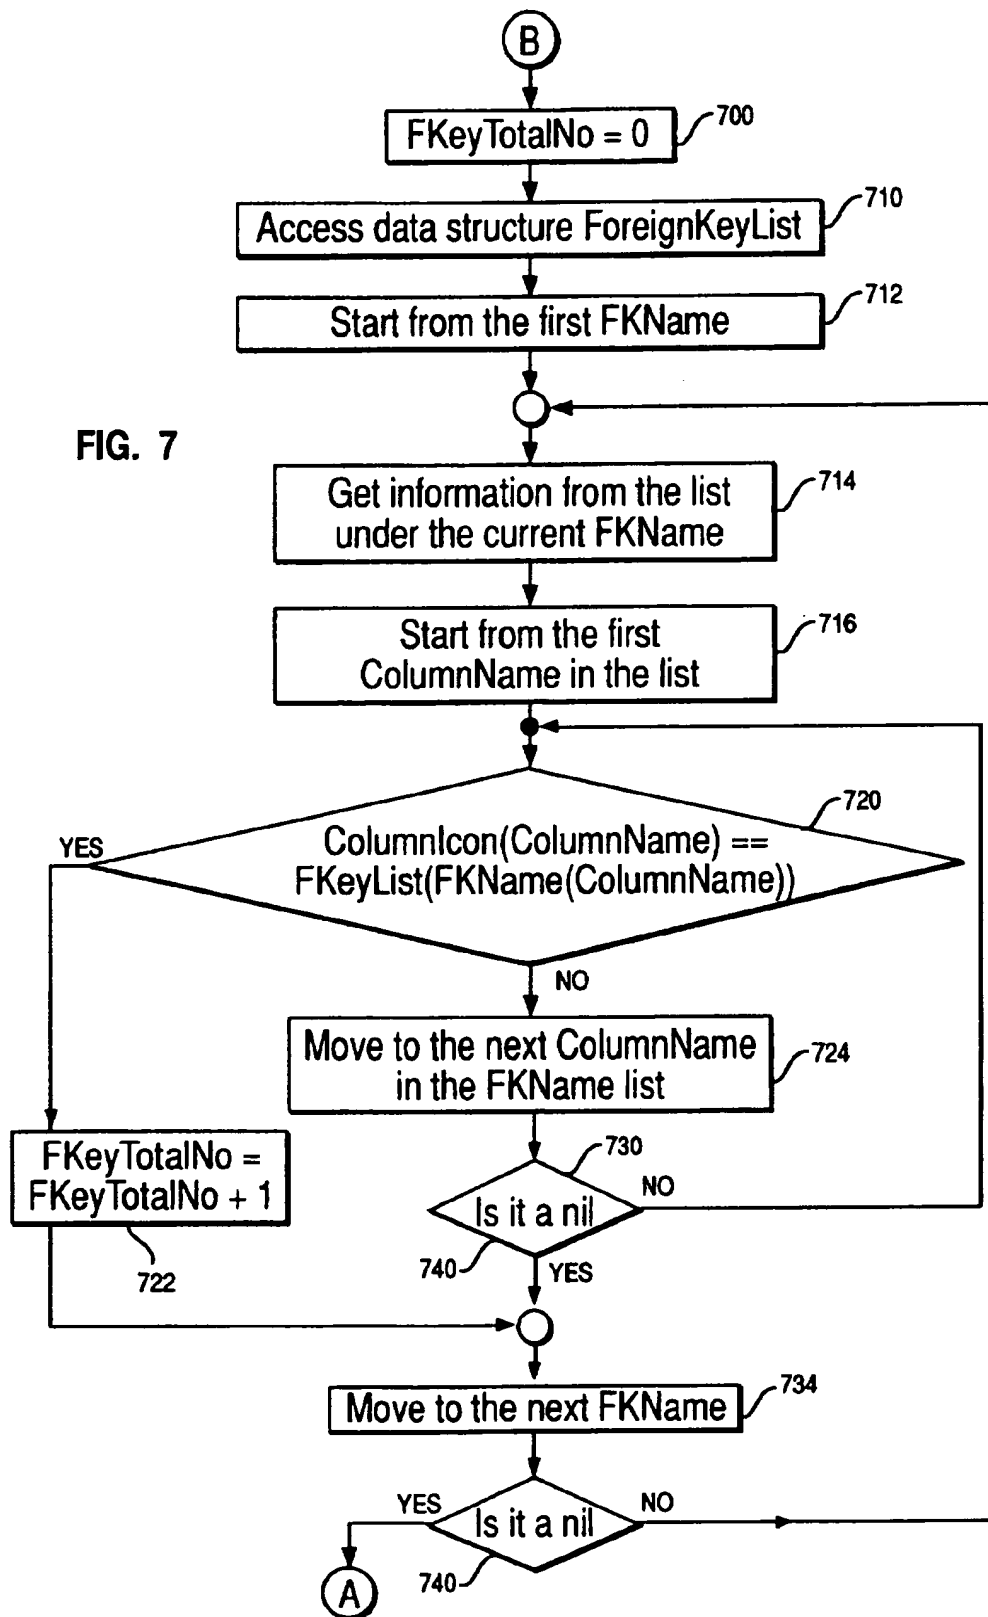 B
FKeyTotalNo = 0
700
Access data structure ForeignKeyList
710
Start from the first FKName
712
FIG. 7
Get information from the list
under the current FKName
714
Start from the first
ColumnName in the list
716
YES
ColumnIcon(ColumnName) ==
FKeyList(FKName(ColumnName))
720
NO
Move to the next ColumnName
in the FKName list
724
FKeyTotalNo =
FKeyTotalNo + 1
722
730
Is it a nil
NO
740
YES
Move to the next FKName
734
YES
Is it a nil
NO
740
A